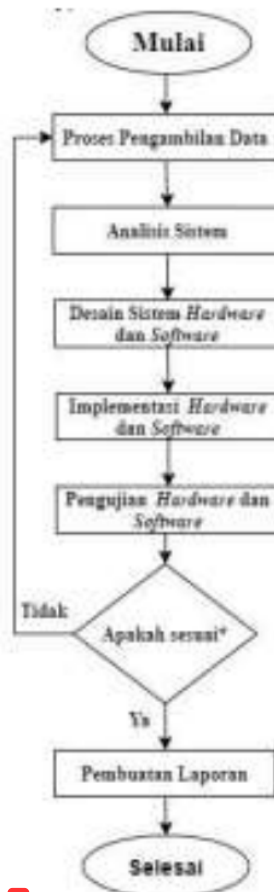 Mulai
Proses Pengambilan Data
Analisis Sistem
Desain Sistem Hardware
dan Software
Implementasi Hardware
dan Software
Pengujian Hardware dan
Software
Tidak
Apakah sesuai*
Ya
Pembuatan Laporan
Selesai